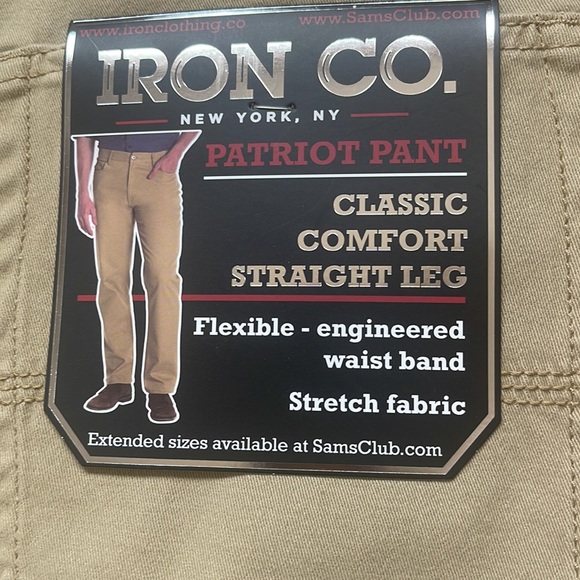 www.ironclothing.co www.SamsClub.com
IRON CO.
NEW YORK, NY
PATRIOT PANT
CLASSIC
COMFORT
STRAIGHT LEG
Flexible - engineered
waist band
Stretch fabric
Extended sizes available at SamsClub.com